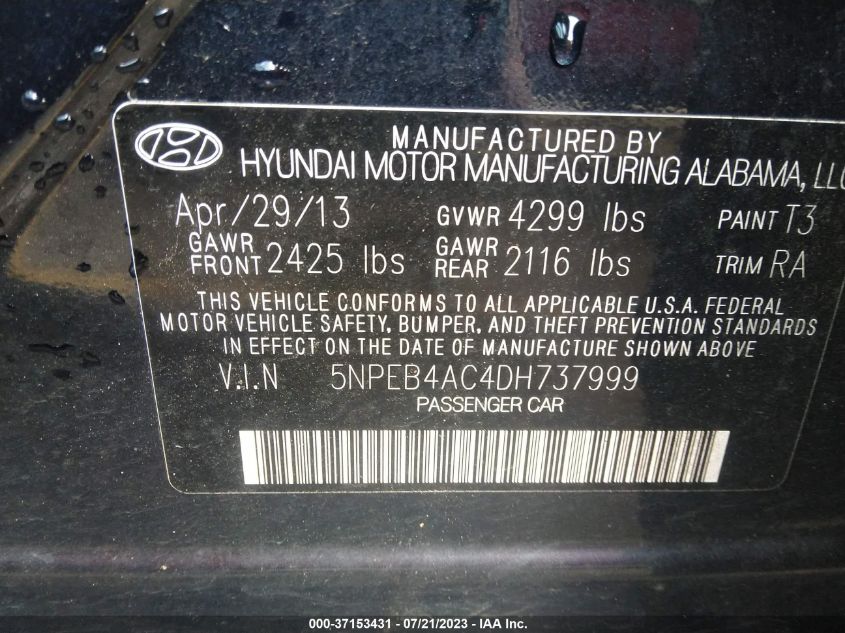 MANUFACTURED BY
HYUNDAI MOTOR MANUFACTURING ALABAMA, LLC
Apr/29/13 GVWR 4299 lbs PAINT T3
GAWR FRONT 2425 lbs GAWR REAR 2116 lbs TRIM RA
THIS VEHICLE CONFORMS TO ALL APPLICABLE U.S.A. FEDERAL
MOTOR VEHICLE SAFETY, BUMPER, AND THEFT PREVENTION STANDARDS
IN EFFECT ON THE DATE OF MANUFACTURE SHOWN ABOVE
V.I.N 5NPEB4AC4DH737999
PASSENGER CAR
000-37153431 - 07/21/2023 - IAA Inc.